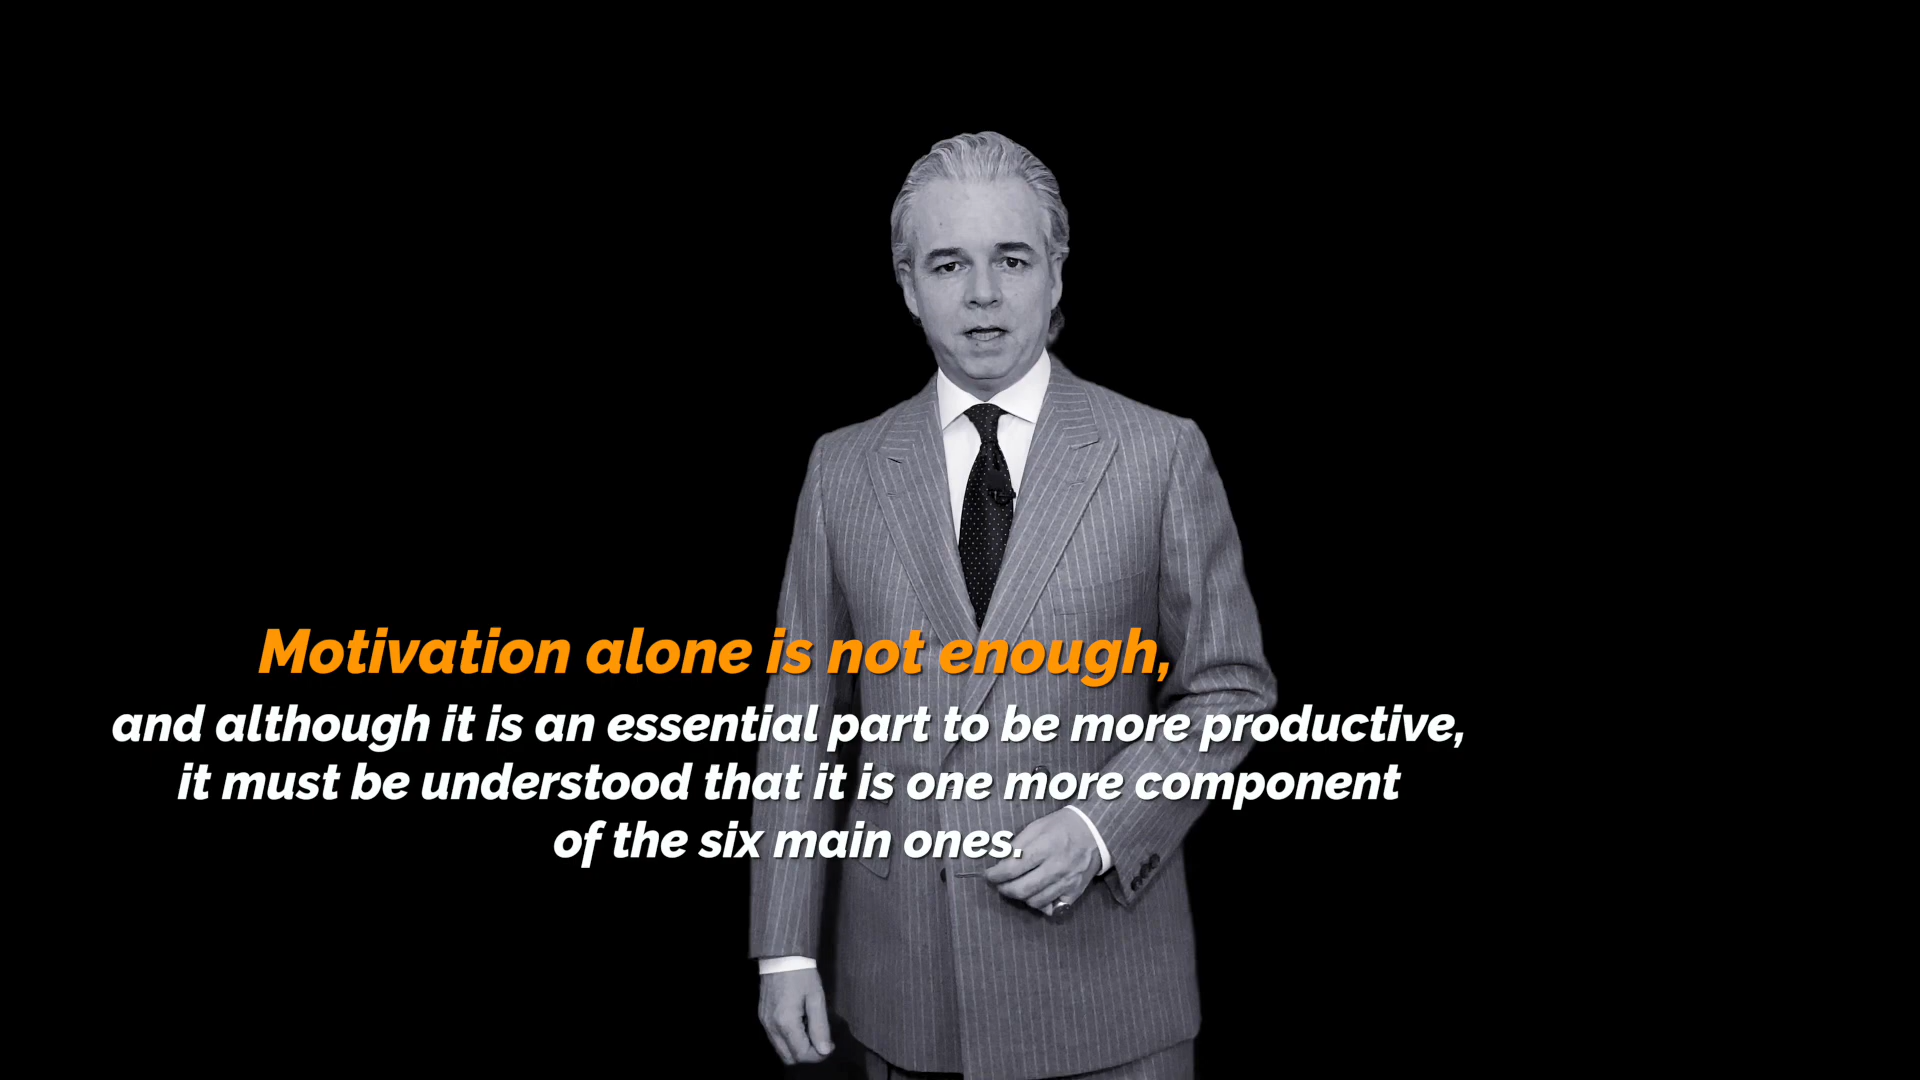 Motivation alone is not enough,
and although it is an essential part to be more productive,
it must be understood that it is one more component
of the six main ones.